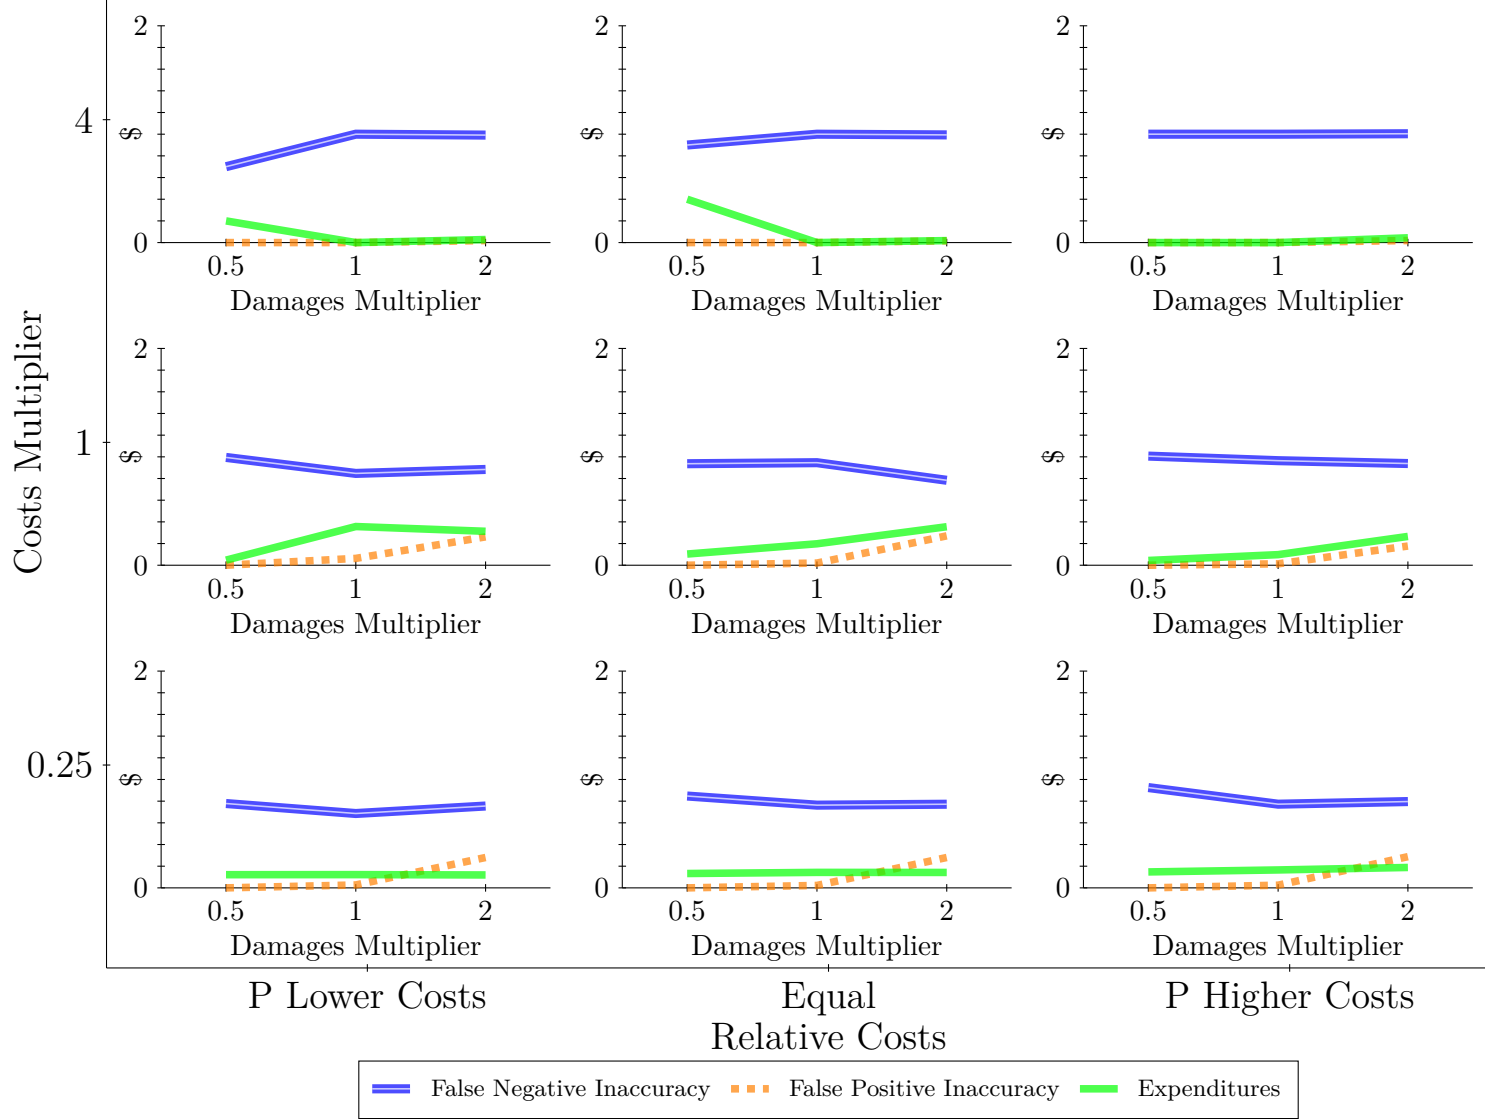 Costs Multiplier
4
2
$
0
0.5 1 2
Damages Multiplier
2
$
0
0.5 1 2
Damages Multiplier
2
$
0
0.5 1 2
Damages Multiplier
1
2
$
0
0.5 1 2
Damages Multiplier
2
$
0
0.5 1 2
Damages Multiplier
2
$
0
0.5 1 2
Damages Multiplier
0.25
2
$
0
0.5 1 2
Damages Multiplier
2
$
0
0.5 1 2
Damages Multiplier
2
$
0
0.5 1 2
Damages Multiplier
P Lower Costs
Equal
P Higher Costs
Relative Costs
False Negative Inaccuracy
False Positive Inaccuracy
Expenditures